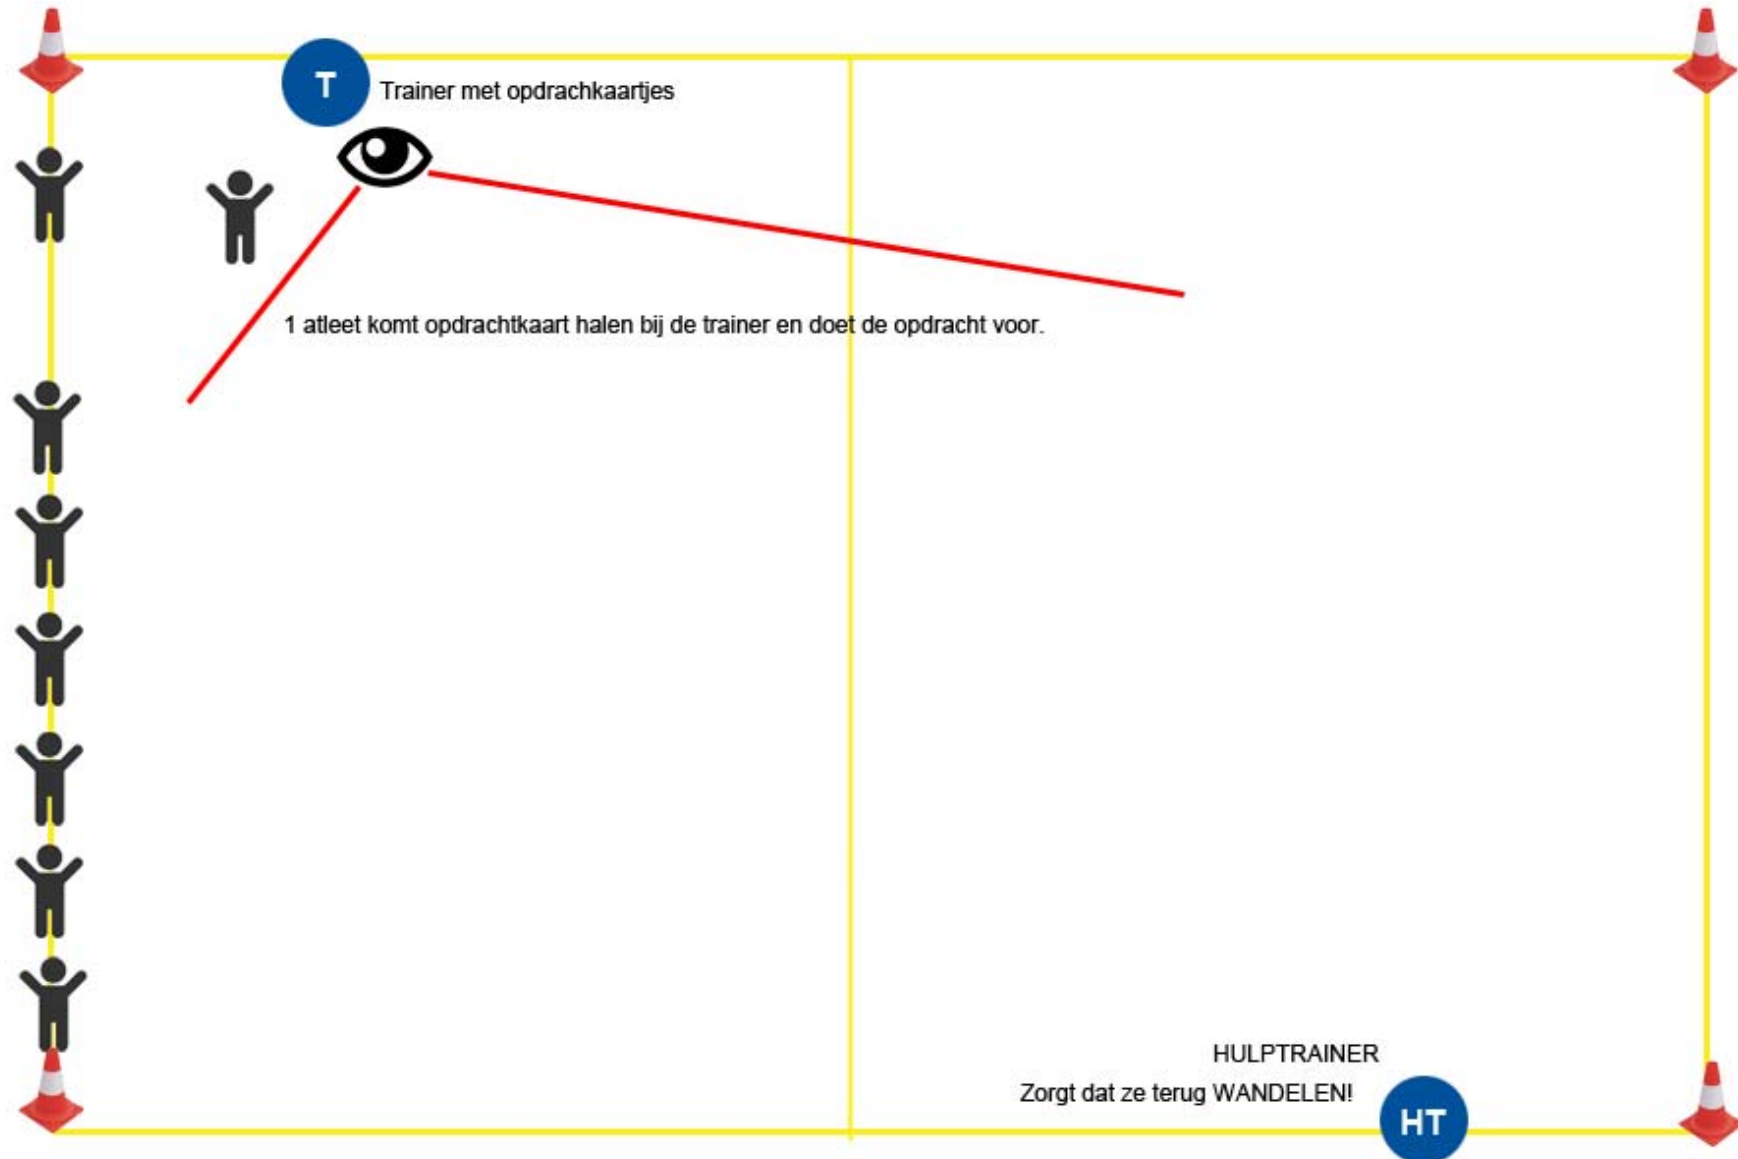 T
Trainer met opdrachkaartjes
1 atleet komt opdrachtkaart halen bij de trainer en doet de opdracht voor.
HULPTRAINER
Zorgt dat ze terug WANDELEN!
HT